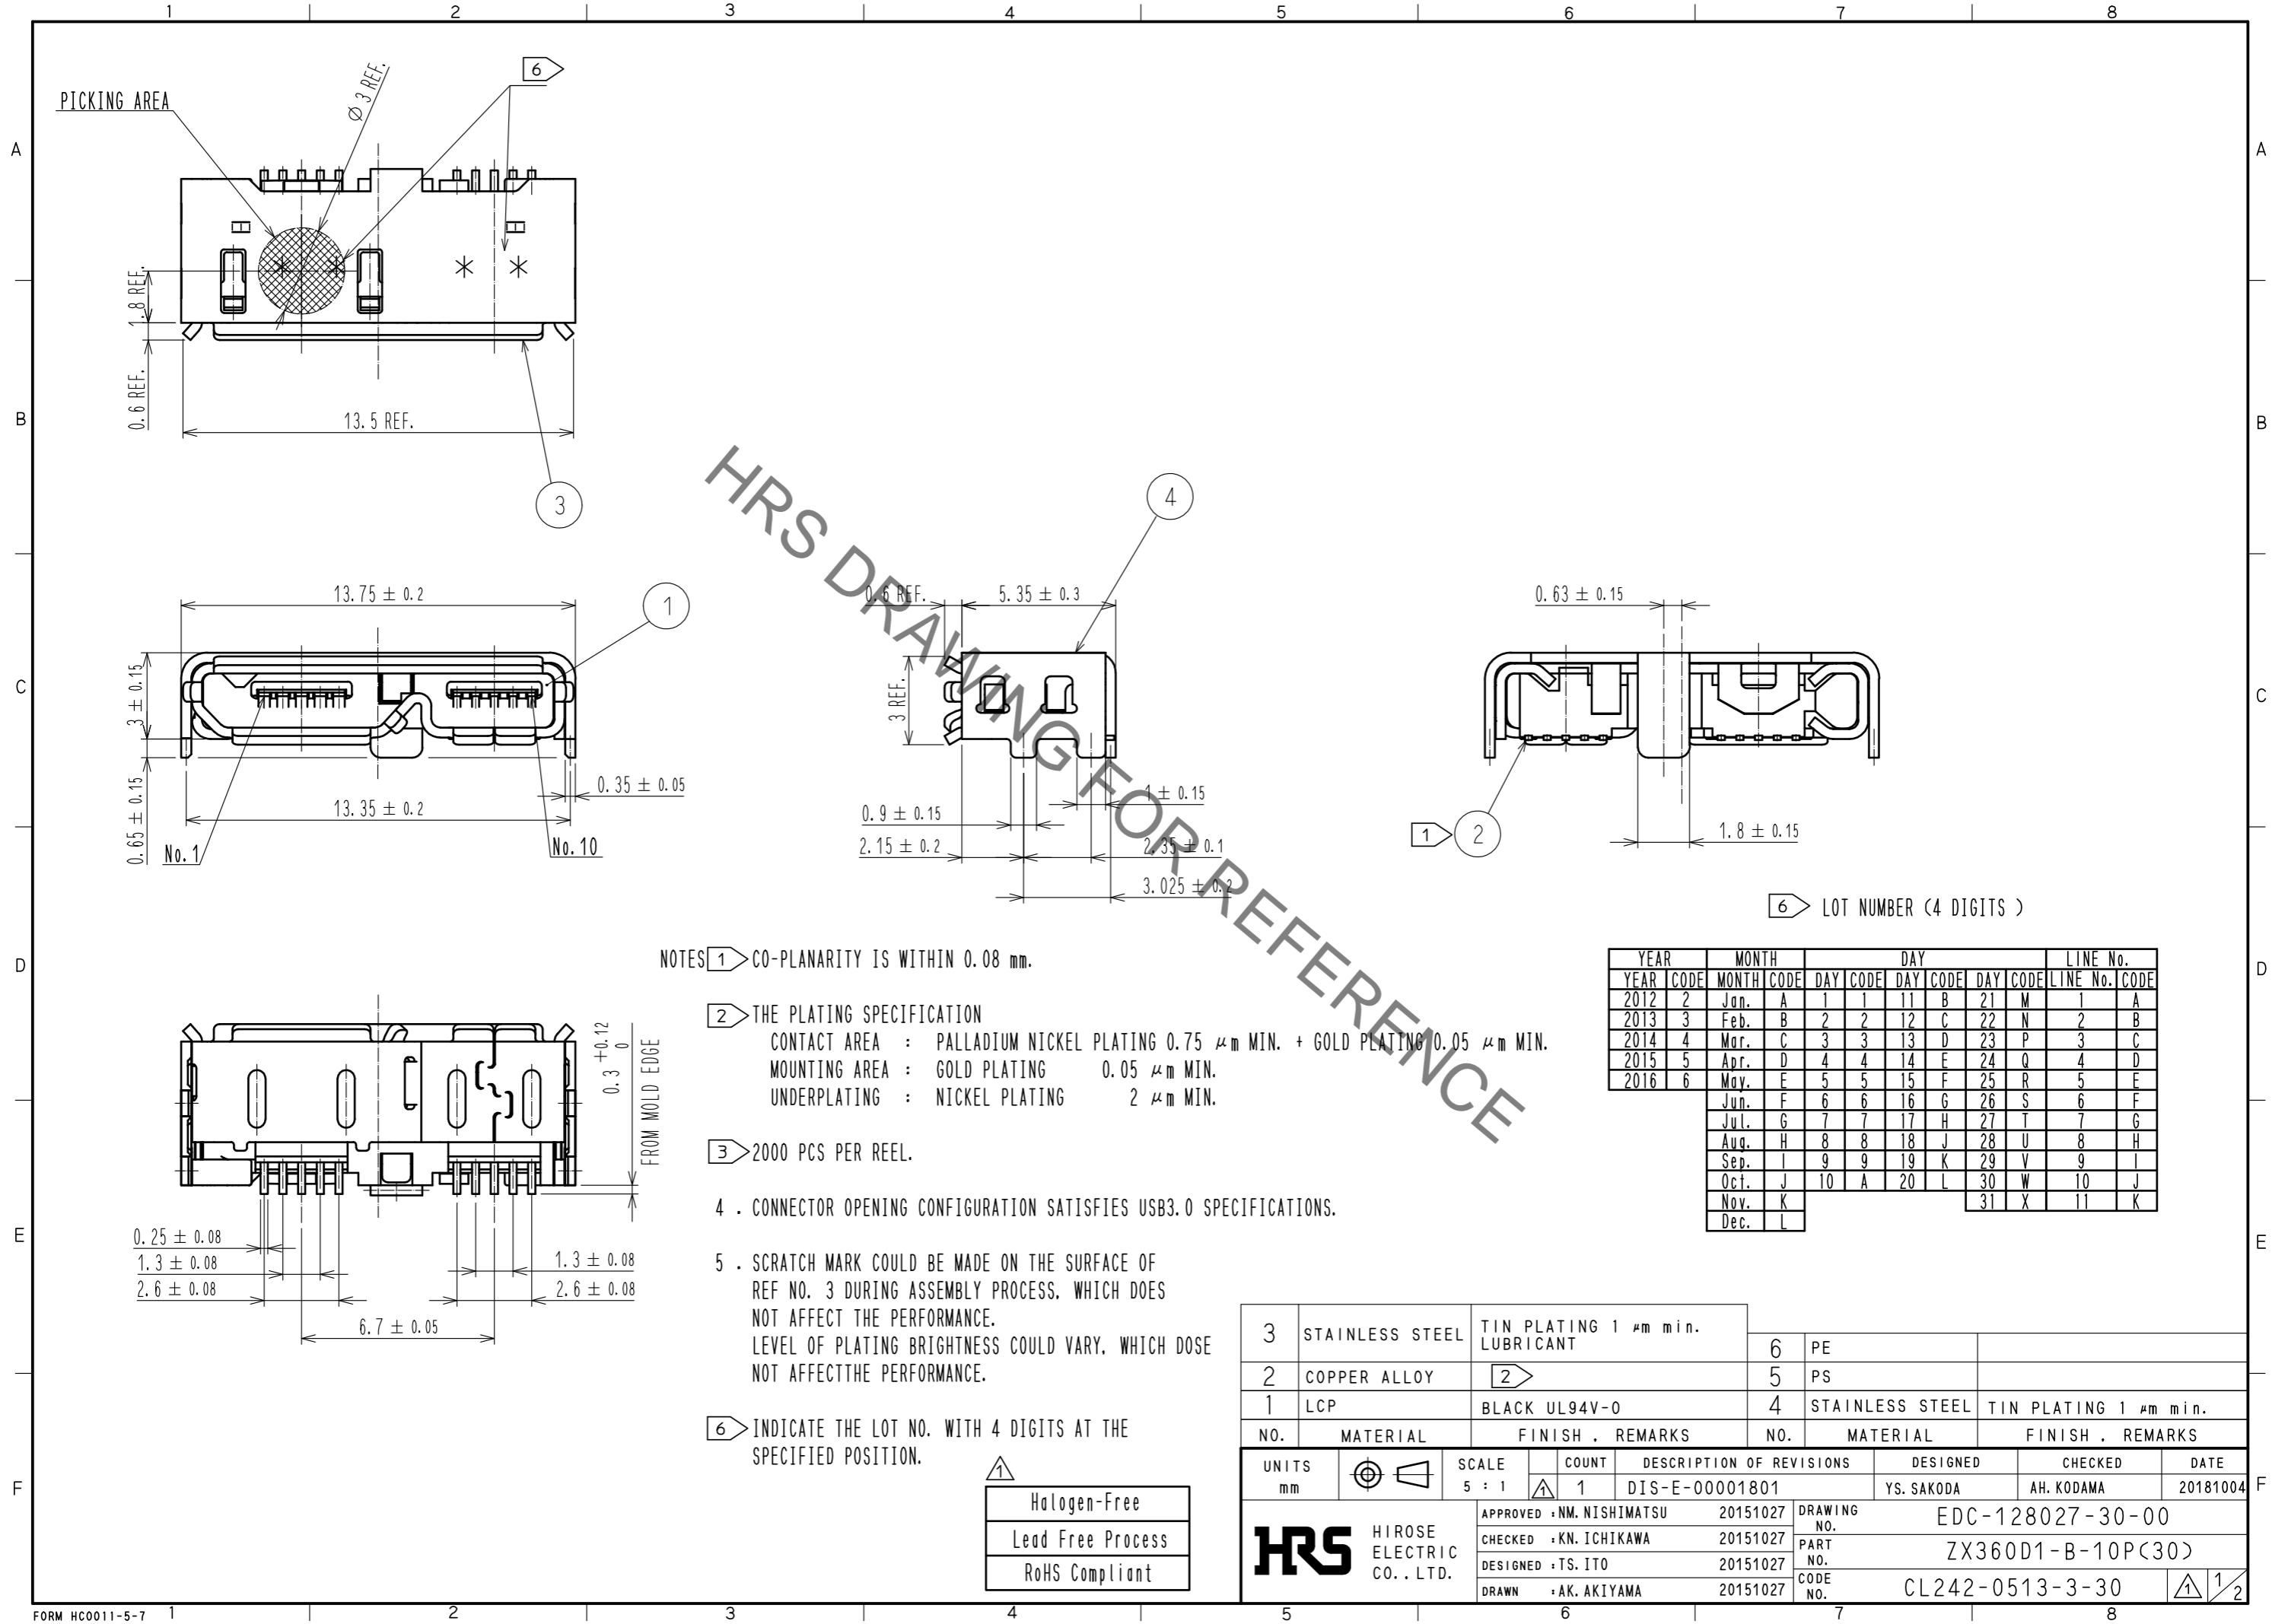 1 2 3 4 5 6 7 8
A A
B B
C C
D D
E E
F F
PICKING AREA
Ø 3 REF.
6
H H
* * * *
1.8 REF.
0.6 REF.
13.5 REF.
3
13.75 ± 0.2
1
3 ± 0.15
0.65 ± 0.15
13.35 ± 0.2
0.35 ± 0.05
No.1
No.10
4
0.6 REF.
5.35 ± 0.3
3 REF.
0.9 ± 0.15
1 ± 0.15
2.15 ± 0.2
2.35 ± 0.1
3.025 ± 0.2
0.63 ± 0.15
1 2
1.8 ± 0.15
HRS DRAWING FOR REFERENCE
0.3 +0.12 0
FROM MOLD EDGE
0.25 ± 0.08
1.3 ± 0.08
2.6 ± 0.08
1.3 ± 0.08
2.6 ± 0.08
6.7 ± 0.05
NOTES 1 CO-PLANARITY IS WITHIN 0.08 mm.
2 THE PLATING SPECIFICATION
CONTACT AREA : PALLADIUM NICKEL PLATING 0.75 μm MIN. + GOLD PLATING 0.05 μm MIN.
MOUNTING AREA : GOLD PLATING 0.05 μm MIN.
UNDERPLATING : NICKEL PLATING 2 μm MIN.
3 2000 PCS PER REEL.
4 . CONNECTOR OPENING CONFIGURATION SATISFIES USB3.0 SPECIFICATIONS.
5 . SCRATCH MARK COULD BE MADE ON THE SURFACE OF
REF NO. 3 DURING ASSEMBLY PROCESS. WHICH DOES
NOT AFFECT THE PERFORMANCE.
LEVEL OF PLATING BRIGHTNESS COULD VARY. WHICH DOSE
NOT AFFECTTHE PERFORMANCE.
6 INDICATE THE LOT NO. WITH 4 DIGITS AT THE
SPECIFIED POSITION.
6 LOT NUMBER (4 DIGITS )
YEAR MONTH DAY LINE No.
YEAR CODE MONTH CODE DAY CODE DAY CODE DAY CODE LINE No. CODE
2012 2 Jan. A 1 1 11 B 21 M 1 A
2013 3 Feb. B 2 2 12 C 22 N 2 B
2014 4 Mar. C 3 3 13 D 23 P 3 C
2015 5 Apr. D 4 4 14 E 24 Q 4 D
2016 6 May. E 5 5 15 F 25 R 5 E
Jun. F 6 6 16 G 26 S 6 F
Jul. G 7 7 17 H 27 T 7 G
Aug. H 8 8 18 J 28 U 8 H
Sep. I 9 9 19 K 29 V 9 I
Oct. J 10 A 20 L 30 W 10 J
Nov. K 31 X 11 K
Dec. L
1
Halogen-Free
Lead Free Process
RoHS Compliant
3 STAINLESS STEEL TIN PLATING 1 μm min.
LUBRICANT
6 PE
2 COPPER ALLOY 2 5 PS
1 LCP BLACK UL94V-0 4 STAINLESS STEEL TIN PLATING 1 μm min.
NO. MATERIAL FINISH . REMARKS NO. MATERIAL FINISH . REMARKS
UNITS mm SCALE 5 : 1 COUNT DESCRIPTION OF REVISIONS DESIGNED CHECKED DATE
1 1 DIS-E-00001801 YS. SAKODA AH. KODAMA 20181004
HRS
HIROSE
ELECTRIC
CO., LTD.
APPROVED : NM. NISHIMATSU 20151027
CHECKED : KN. ICHIKAWA 20151027
DESIGNED : TS. ITO 20151027
DRAWN : AK. AKIYAMA 20151027
DRAWING NO. EDC-128027-30-00
PART NO. ZX360D1-B-10P(30)
CODE NO. CL242-0513-3-30 1 1/2
FORM HC0011-5-7
1 2 3 4 5 6 7 8